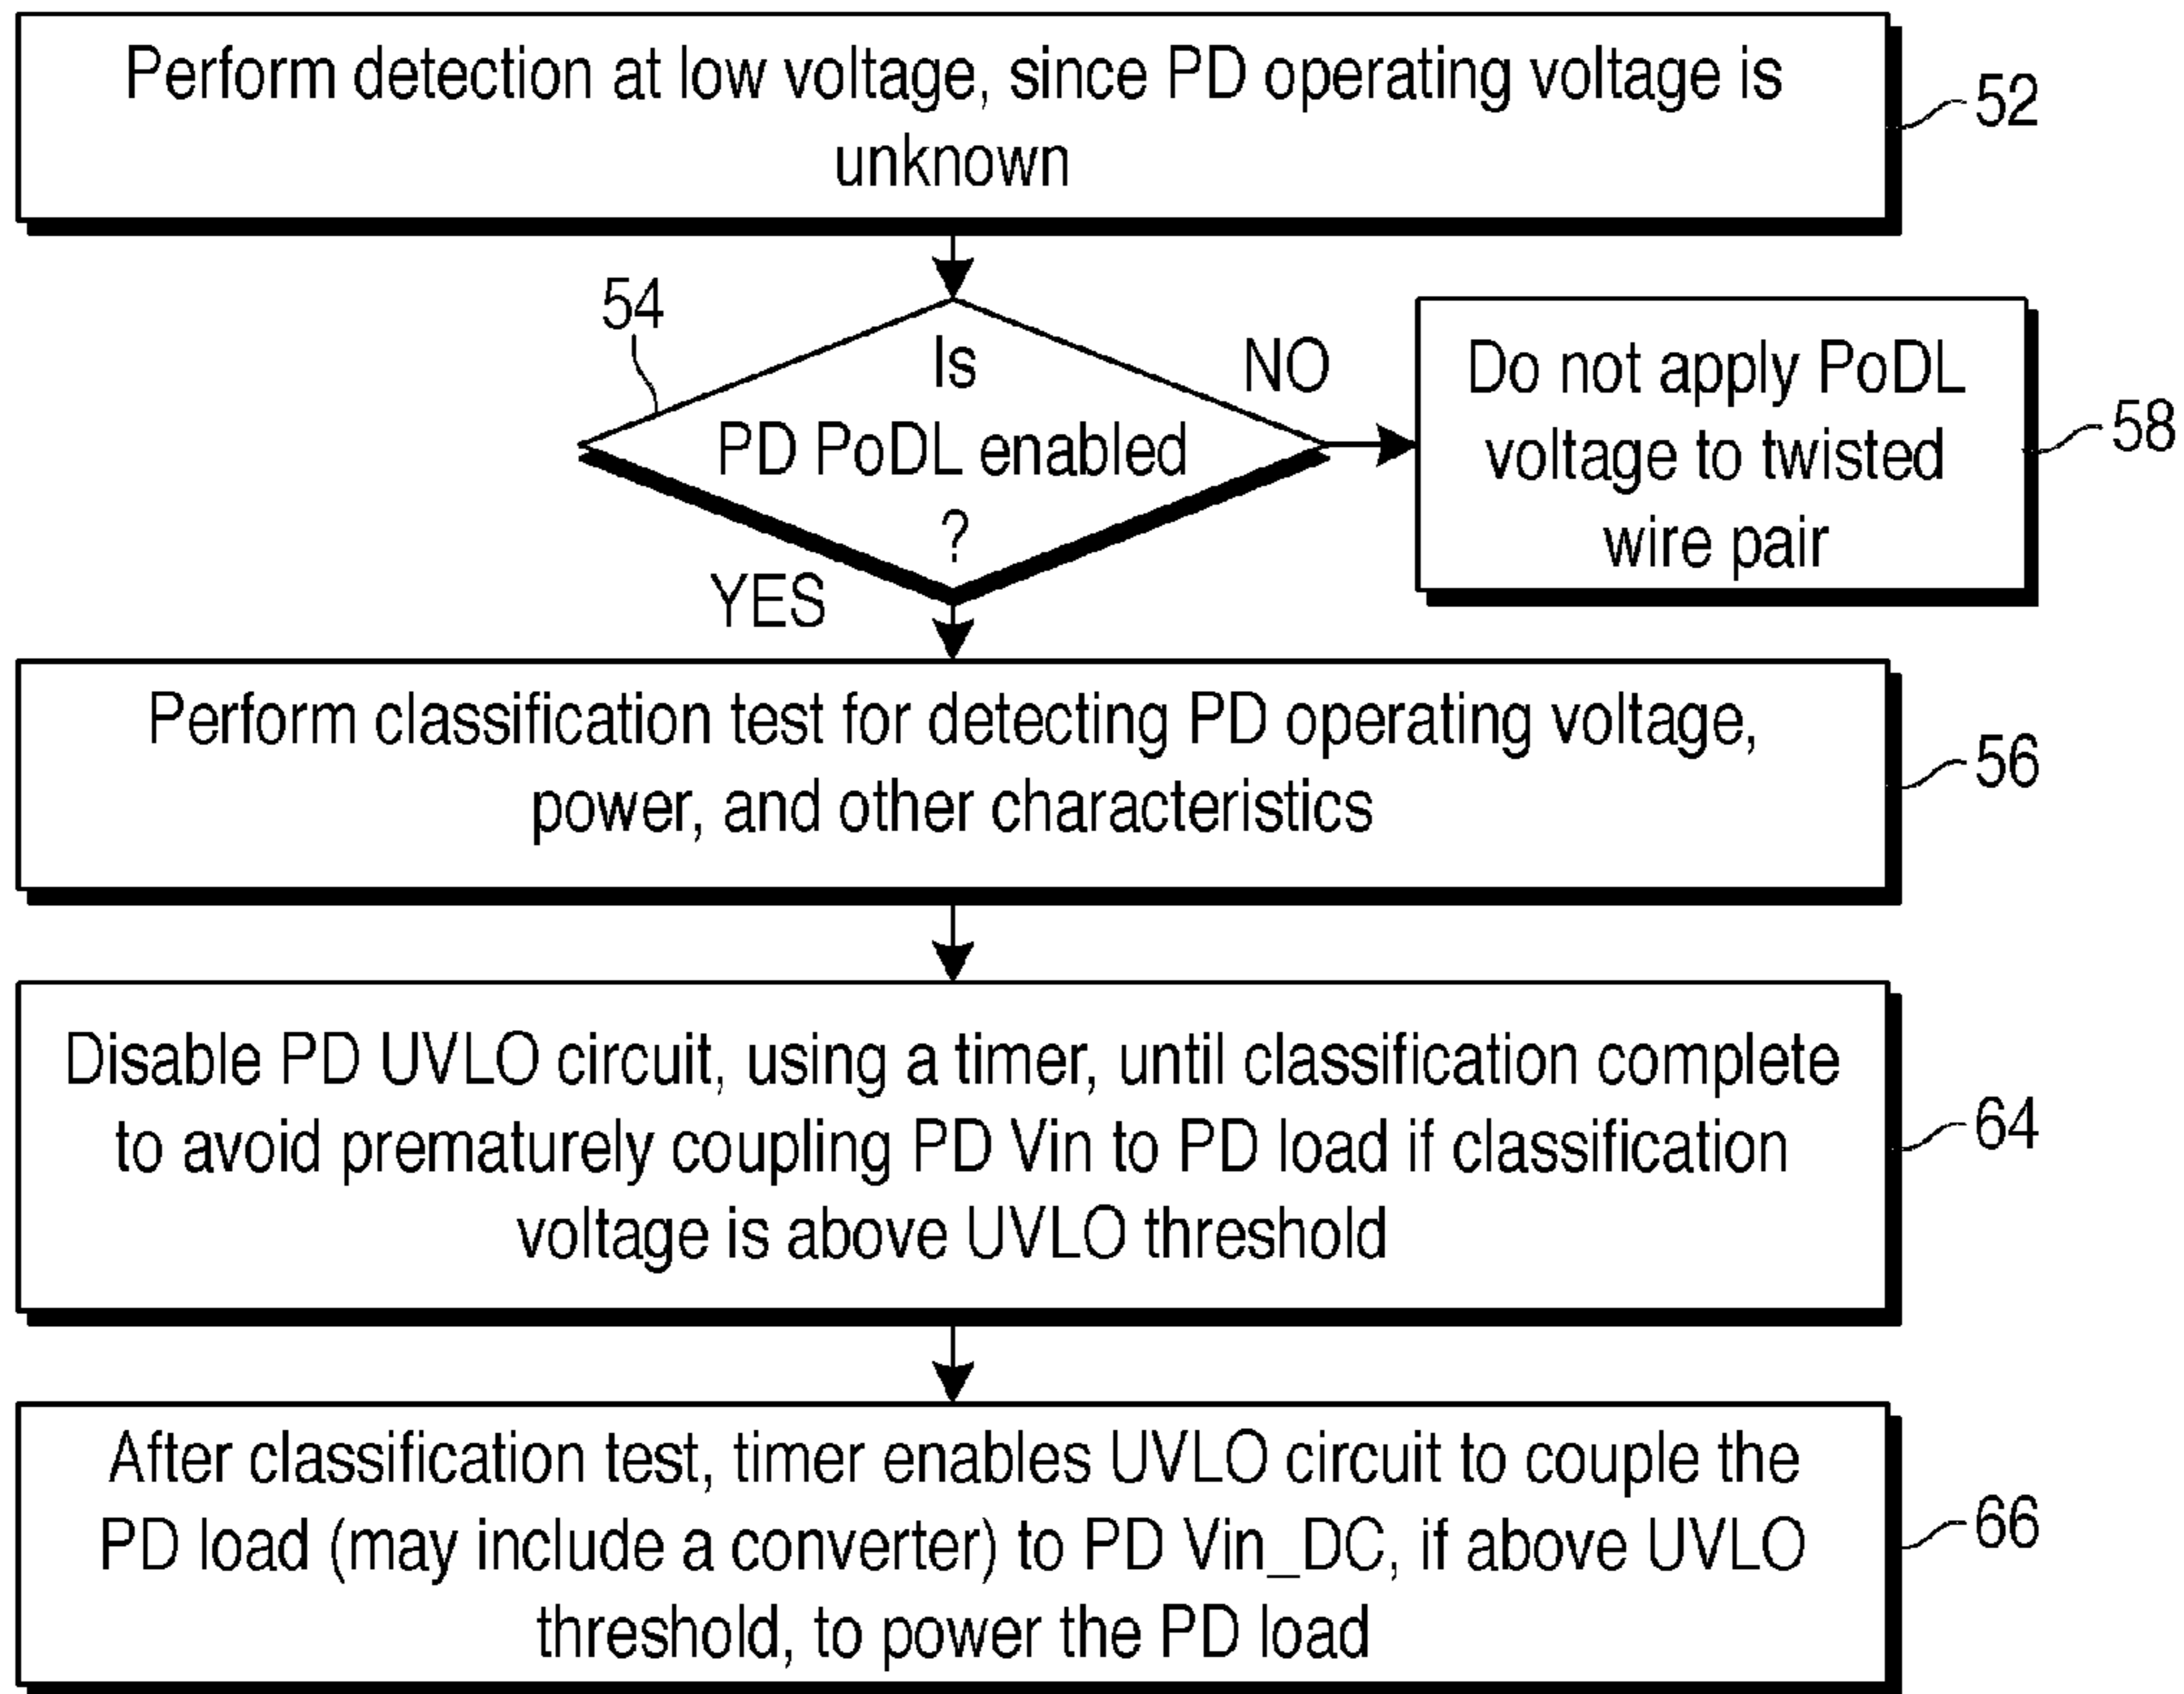 Perform detection at low voltage, since PD operating voltage is
unknown
52
54
Is
PD PoDL enabled
?
NO
YES
Do not apply PoDL
voltage to twisted
wire pair
58
Perform classification test for detecting PD operating voltage,
power, and other characteristics
56
Disable PD UVLO circuit, using a timer, until classification complete
to avoid prematurely coupling PD Vin to PD load if classification
voltage is above UVLO threshold
64
After classification test, timer enables UVLO circuit to couple the
PD load (may include a converter) to PD Vin_DC, if above UVLO
threshold, to power the PD load
66